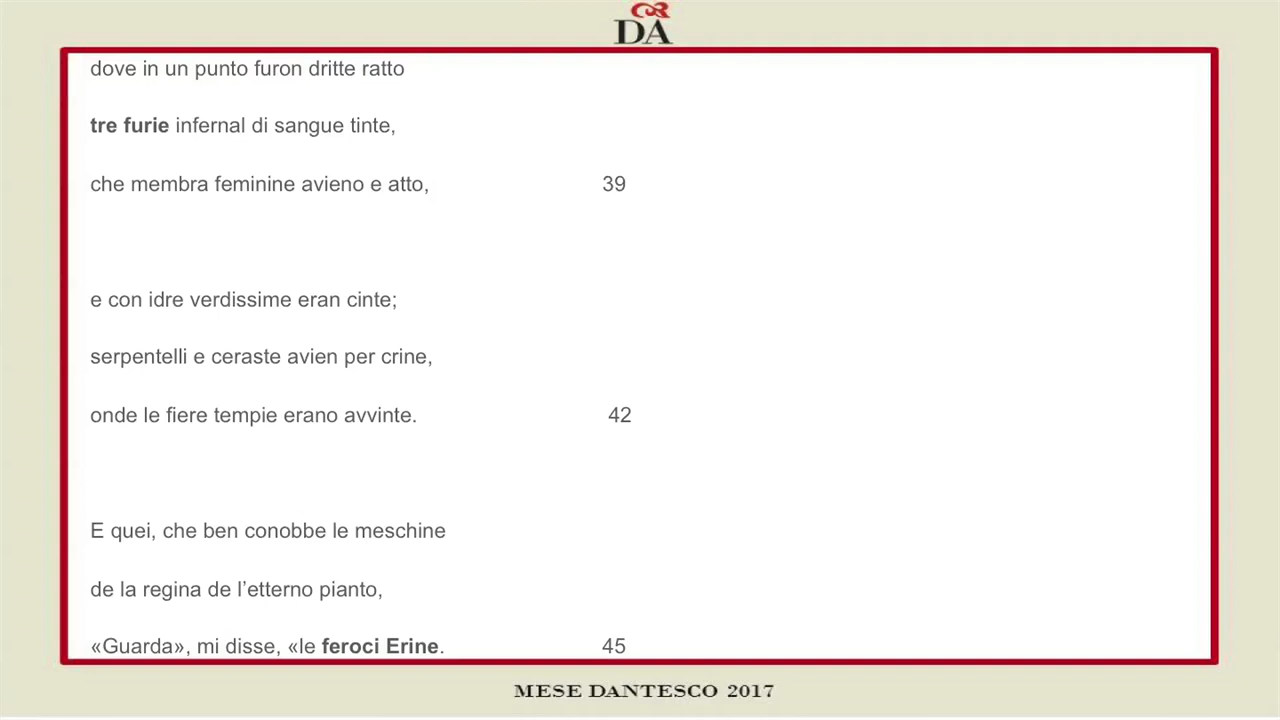 DA
dove in un punto furon dritte ratto
tre furie infernal di sangue tinte,
che membra feminine avieno e atto, 39
e con idre verdissime eran cinte;
serpentelli e ceraste avien per crine,
onde le fiere tempie erano avvinte. 42
E quei, che ben conobbe le meschine
de la regina de l’etterno pianto,
«Guarda», mi disse, «le feroci Erine. 45
MESE DANTESCO 2017